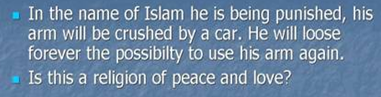 In the name of Islam he is being punished, his
arm will be crushed by a car. He will loose
forever the possibilty to use his arm again.
Is this a religion of peace and love?